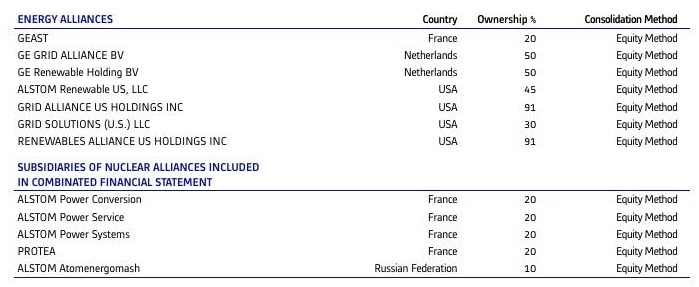 ENERGY ALLIANCES Country Ownership % Consolidation Method
GEAST France 20 Equity Method
GE GRID ALLIANCE BV Netherlands 50 Equity Method
GE Renewable Holding BV Netherlands 50 Equity Method
ALSTOM Renewable US, LLC USA 45 Equity Method
GRID ALLIANCE US HOLDINGS INC USA 91 Equity Method
GRID SOLUTIONS (U.S.) LLC USA 30 Equity Method
RENEWABLES ALLIANCE US HOLDINGS INC USA 91 Equity Method
SUBSIDIARIES OF NUCLEAR ALLIANCES INCLUDED
IN COMBINATED FINANCIAL STATEMENT
ALSTOM Power Conversion France 20 Equity Method
ALSTOM Power Service France 20 Equity Method
ALSTOM Power Systems France 20 Equity Method
PROTEA France 20 Equity Method
ALSTOM Atomenergomash Russian Federation 10 Equity Method